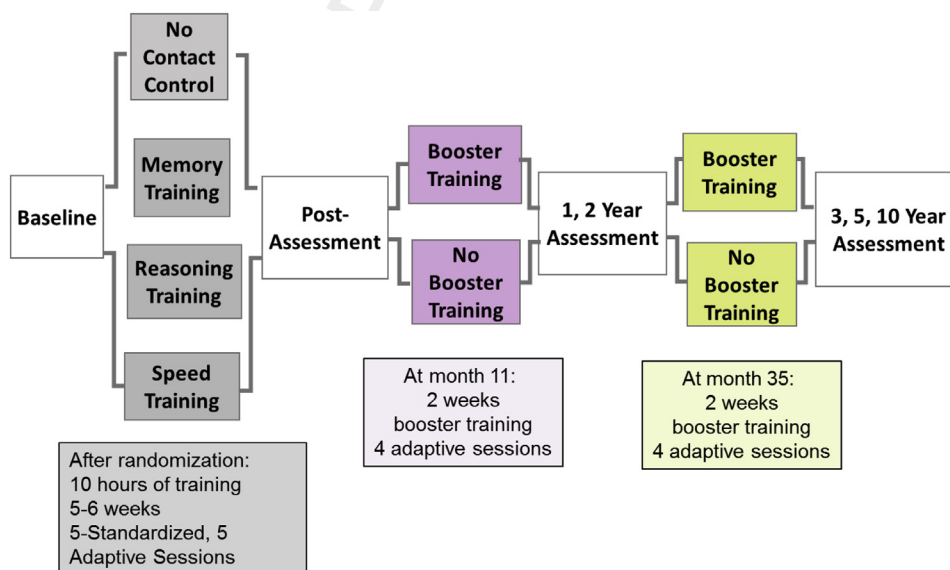 No
Contact
Control
Memory
Training
Baseline
Reasoning
Training
Speed
Training
Post-
Assessment
Booster
Training
No
Booster
Training
1, 2 Year
Assessment
Booster
Training
No
Booster
Training
3, 5, 10 Year
Assessment
After randomization:
10 hours of training
5-6 weeks
5-Standardized, 5
Adaptive Sessions
At month 11:
2 weeks
booster training
4 adaptive sessions
At month 35:
2 weeks
booster training
4 adaptive sessions